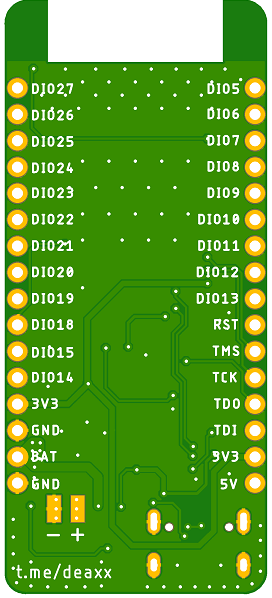 DIO27 DIO5
DIO26 DIO6
DIO25 DIO7
DIO24 DIO8
DIO23 DIO9
DIO22 DIO10
DIO21 DIO11
DIO20 DIO12
DIO19 DIO13
DIO18 RST
DIO15 TMS
DIO14 TCK
3V3 TDO
GND TDI
BAT 9V3
GND 5V
– +
t.me/deaxx